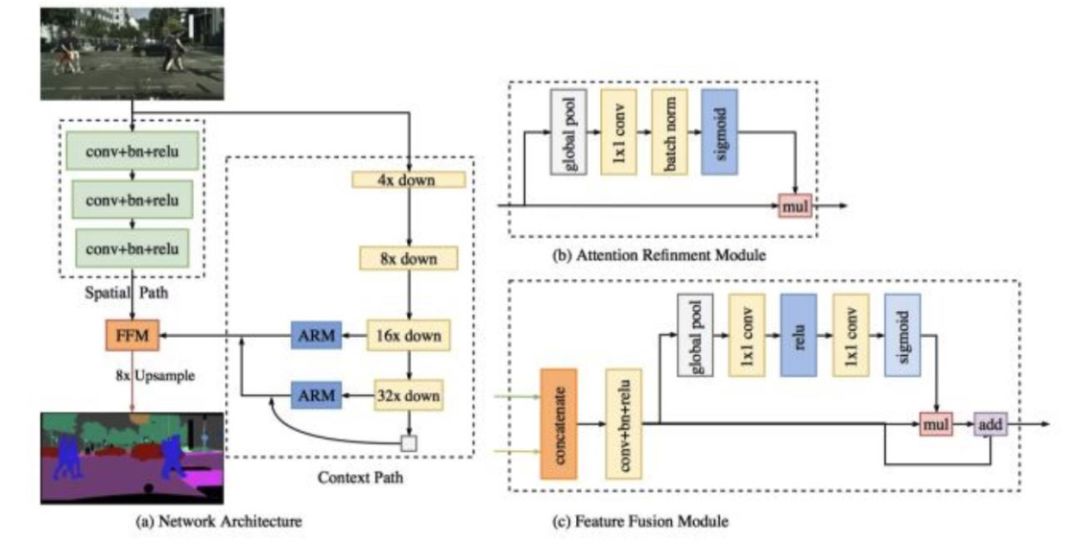 conv+bn+relu
conv+bn+relu
conv+bn+relu
Spatial Path
FFM
8x Upsample
4x down
8x down
ARM
16x down
ARM
32x down
Context Path
(a) Network Architecture
global pool
1x1 conv
batch norm
sigmoid
mul
(b) Attention Refinment Module
global pool
1x1 conv
relu
1x1 conv
sigmoid
concatenate
conv+bn+relu
mul
add
(c) Feature Fusion Module